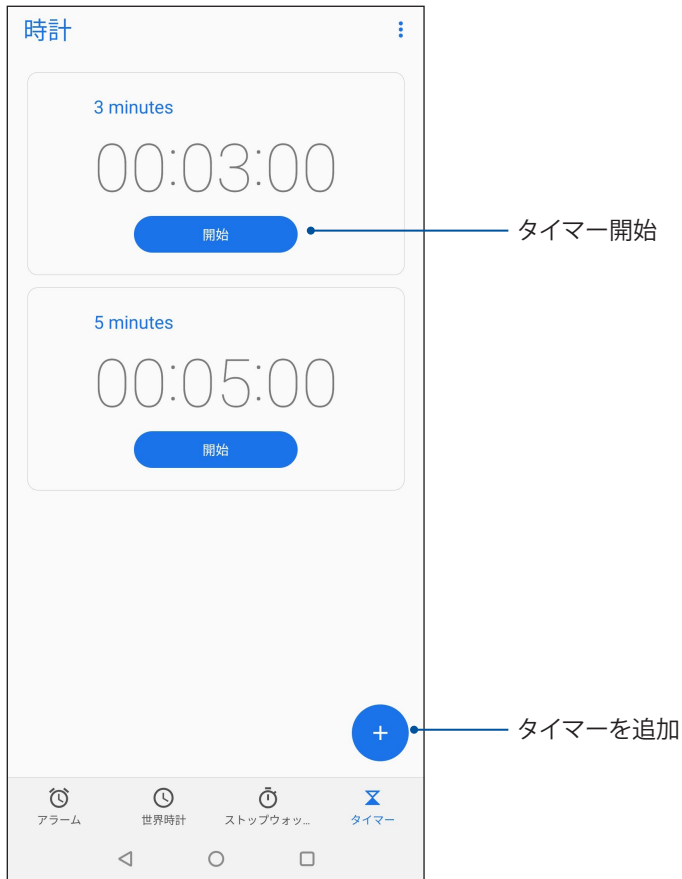 時計
3 minutes
00:03:00
開始
タイマー開始
5 minutes
00:05:00
開始
+
タイマーを追加
アラーム
世界時計
ストップウォッ...
タイマー